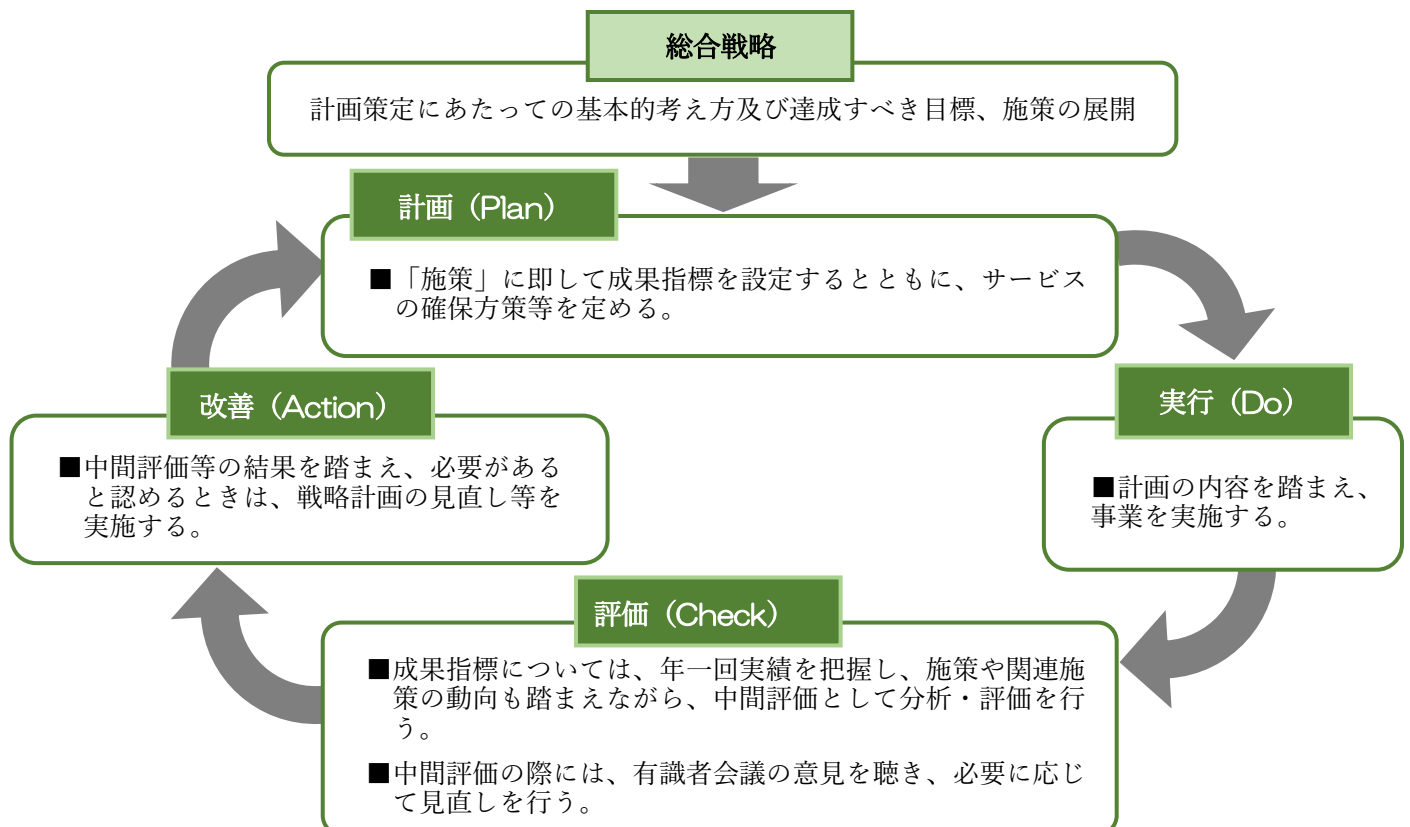 総合戦略
計画策定にあたっての基本的考え方及び達成すべき目標、施策の展開
計画（Plan）
■「施策」に即して成果指標を設定するとともに、サービス
の確保方策等を定める。
実行（Do）
■計画の内容を踏まえ、
事業を実施する。
評価（Check）
■成果指標については、年一回実績を把握し、施策や関連施
策の動向も踏まえながら、中間評価として分析・評価を行
う。
■中間評価の際には、有識者会議の意見を聴き、必要に応じ
て見直しを行う。
改善（Action）
■中間評価等の結果を踏まえ、必要がある
と認めるときは、戦略計画の見直し等を
実施する。